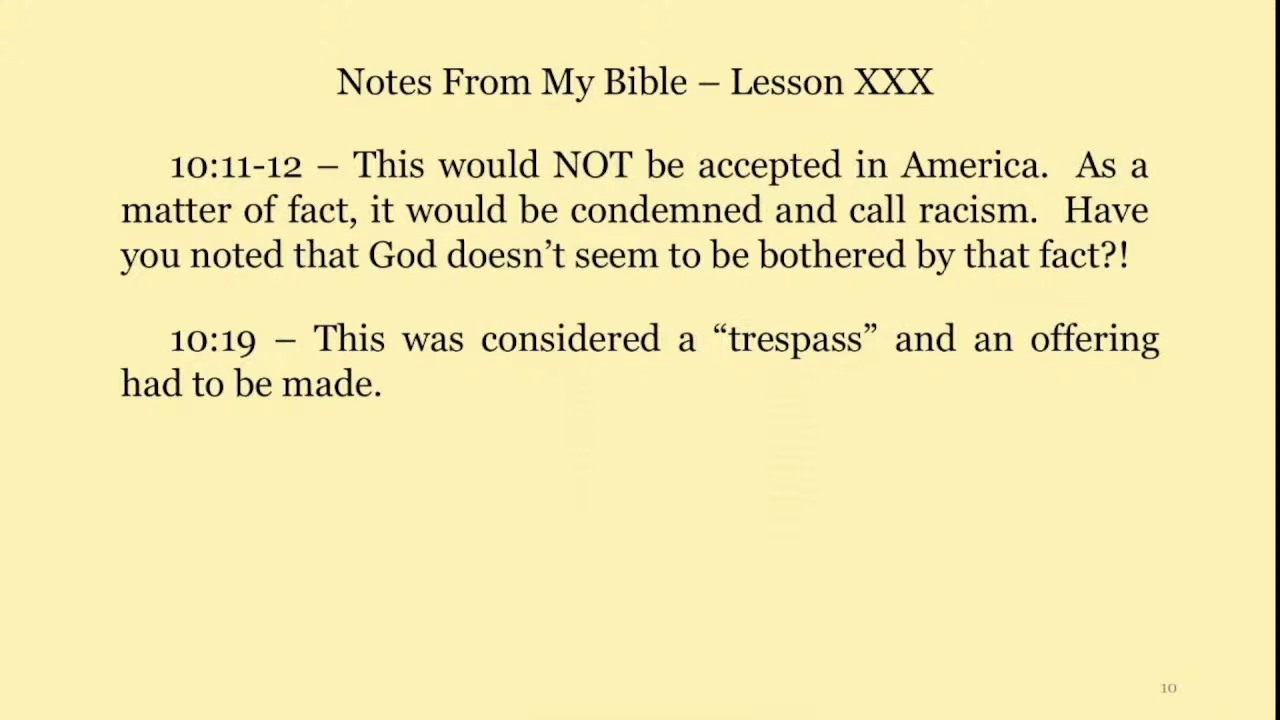 Notes From My Bible – Lesson XXX
10:11-12 – This would NOT be accepted in America.  As a
matter of fact, it would be condemned and call racism.  Have
you noted that God doesn’t seem to be bothered by that fact?!
10:19 – This was considered a “trespass” and an offering
had to be made.
10